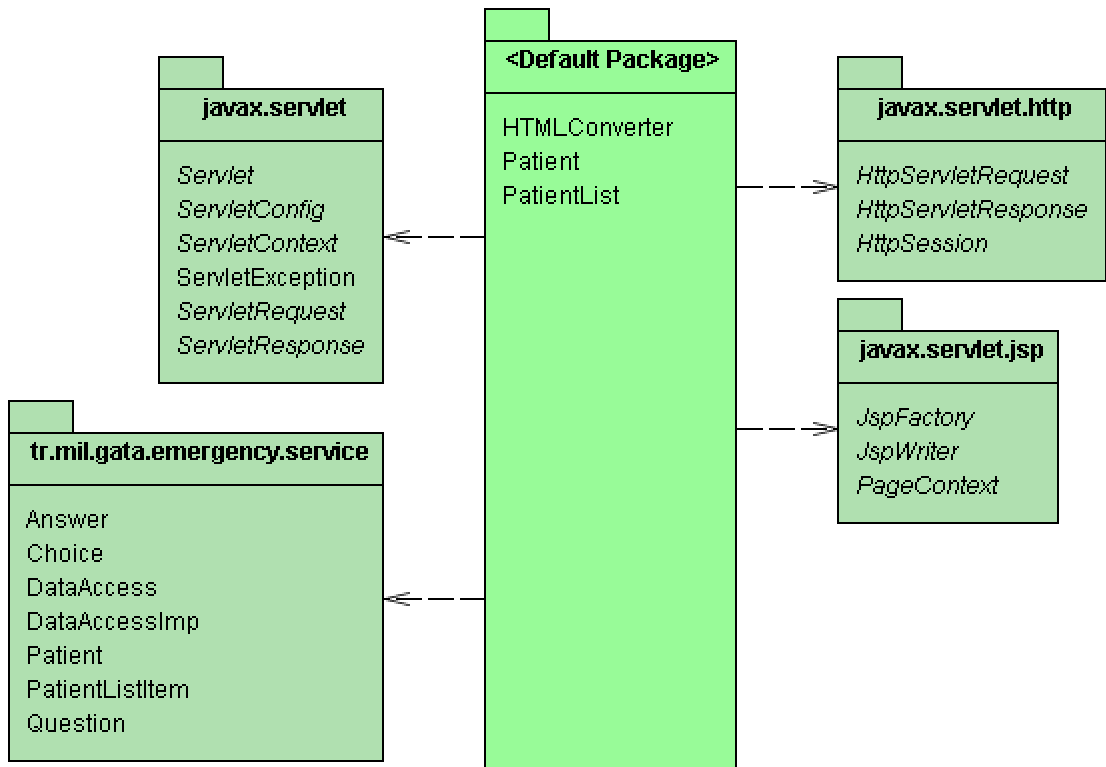 <Default Package>
HTMLConverter
Patient
PatientList
javax.servlet
Servlet
ServletConfig
ServletContext
ServletException
ServletRequest
ServletResponse
javax.servlet.http
HttpServletRequest
HttpServletResponse
HttpSession
javax.servlet.jsp
JspFactory
JspWriter
PageContext
tr.mil.gata.emergency.service
Answer
Choice
DataAccess
DataAccessImp
Patient
PatientListItem
Question